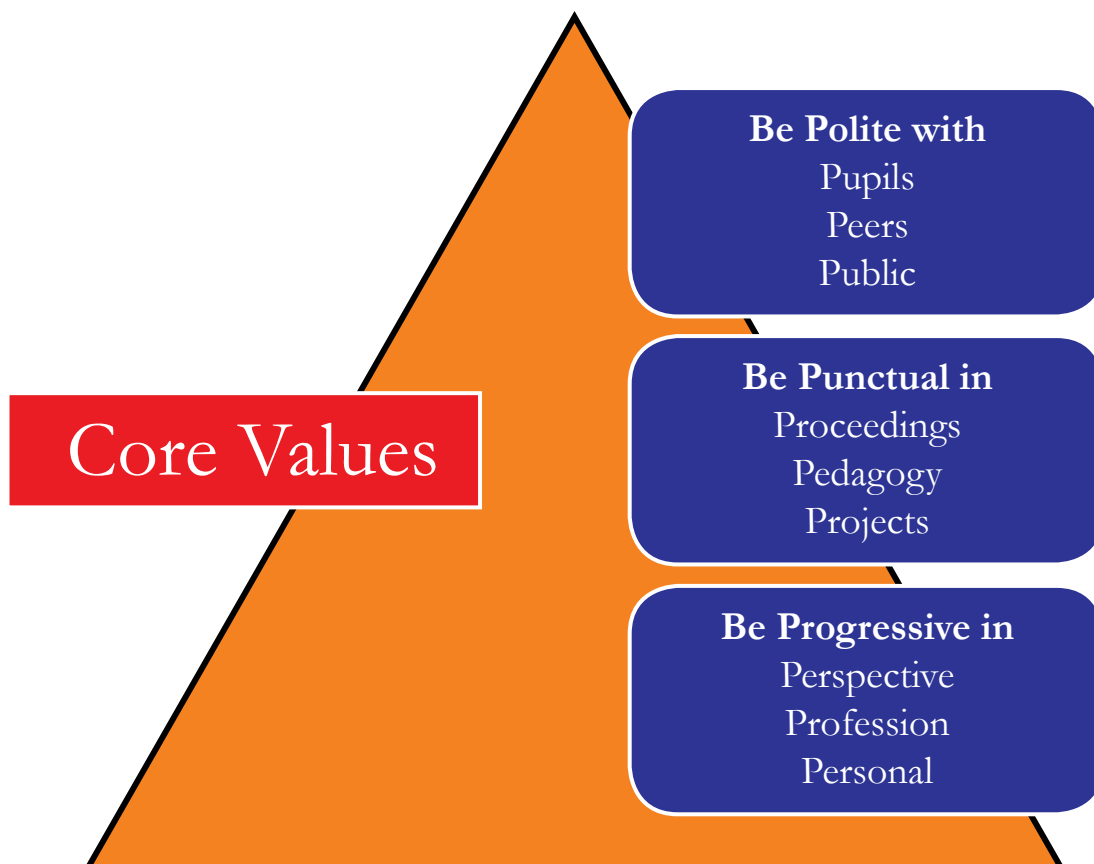 Core Values
Be Polite with
Pupils
Peers
Public
Be Punctual in
Proceedings
Pedagogy
Projects
Be Progressive in
Perspective
Profession
Personal